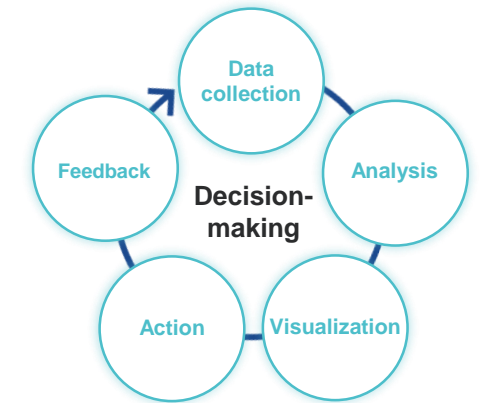 Data
collection
Analysis
Visualization
Action
Feedback
Decision-
making